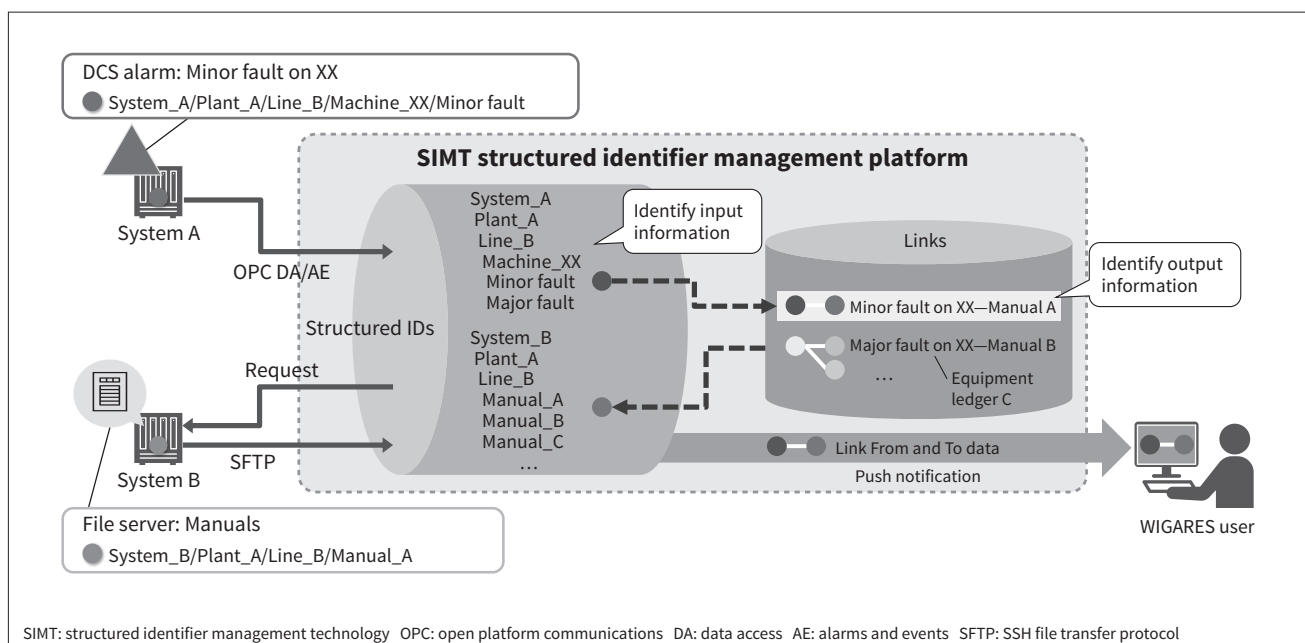 DCS alarm: Minor fault on XX
System_A/Plant_A/Line_B/Machine_XX/Minor fault
SIMT structured identifier management platform
System A
OPC DA/AE
Structured IDs
System_A
Plant_A
Line_B
Machine_XX
Minor fault
Major fault
System_B
Plant_A
Line_B
Manual_A
Manual_B
Manual_C
…
Identify input
information
Links
Identify output
information
Minor fault on XX—Manual A
Major fault on XX—Manual B
…
Equipment
ledger C
Request
SFTP
System B
Link From and To data
Push notification
WIGARES user
File server: Manuals
System_B/Plant_A/Line_B/Manual_A
SIMT: structured identifier management technology OPC: open platform communications DA: data access AE: alarms and events SFTP: SSH file transfer protocol